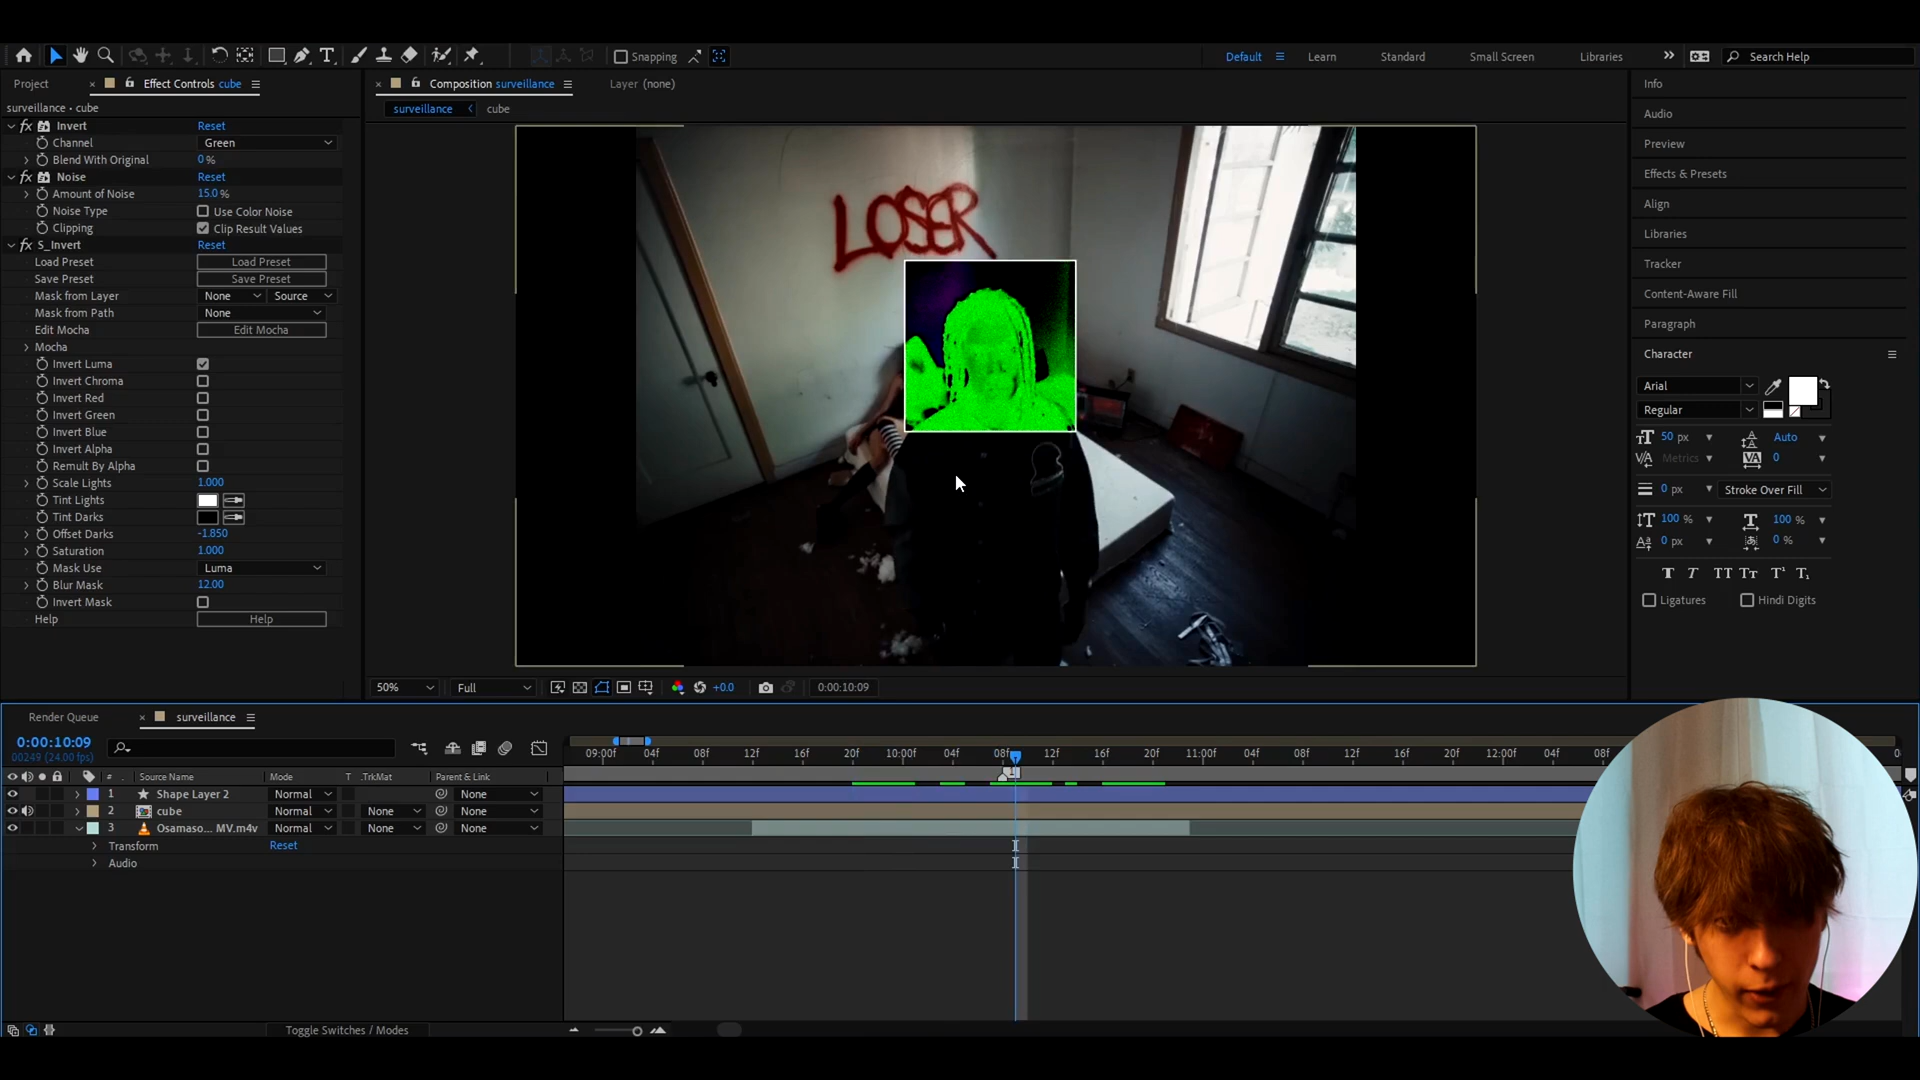 Snapping
Default
Learn
Standard
Small Screen
Libraries
Search Help
Project
Effect Controls cube
Composition surveillance
Layer (none)
surveillance • cube
surveillance
cube
Invert
Reset
Channel
Green
Blend With Original
0 %
Noise
Reset
Amount of Noise
15.0 %
Noise Type
Use Color Noise
Clipping
Clip Result Values
S_Invert
Reset
Load Preset
Load Preset
Save Preset
Save Preset
Mask from Layer
None
Source
Mask from Path
None
Edit Mocha
Edit Mocha
Mocha
Invert Luma
Invert Chroma
Invert Red
Invert Green
Invert Blue
Invert Alpha
Remult By Alpha
Scale Lights
1.000
Tint Lights
Tint Darks
Offset Darks
-1.850
Saturation
1.000
Mask Use
Luma
Blur Mask
12.00
Invert Mask
Help
Help
LOSER
50%
Full
+0.0
0:00:10:09
Info
Audio
Preview
Effects & Presets
Align
Libraries
Tracker
Content-Aware Fill
Paragraph
Character
Arial
Regular
50 px
Auto
Metrics
0
0 px
Stroke Over Fill
100 %
100 %
0 px
0 %
Ligatures
Hindi Digits
Render Queue
surveillance
0:00:10:09
00249 (24.00 fps)
09:00f 04f 08f 12f 16f 20f 10:00f 04f 08f 12f 16f 20f 11:00f 04f 08f 12f 16f 20f 12:00f 04f 08f
# Source Name Mode T .TrkMat Parent & Link
1 Shape Layer 2 Normal None
2 cube Normal None None
3 Osamaso... MV.m4v Normal None None
Transform Reset
Audio
Toggle Switches / Modes